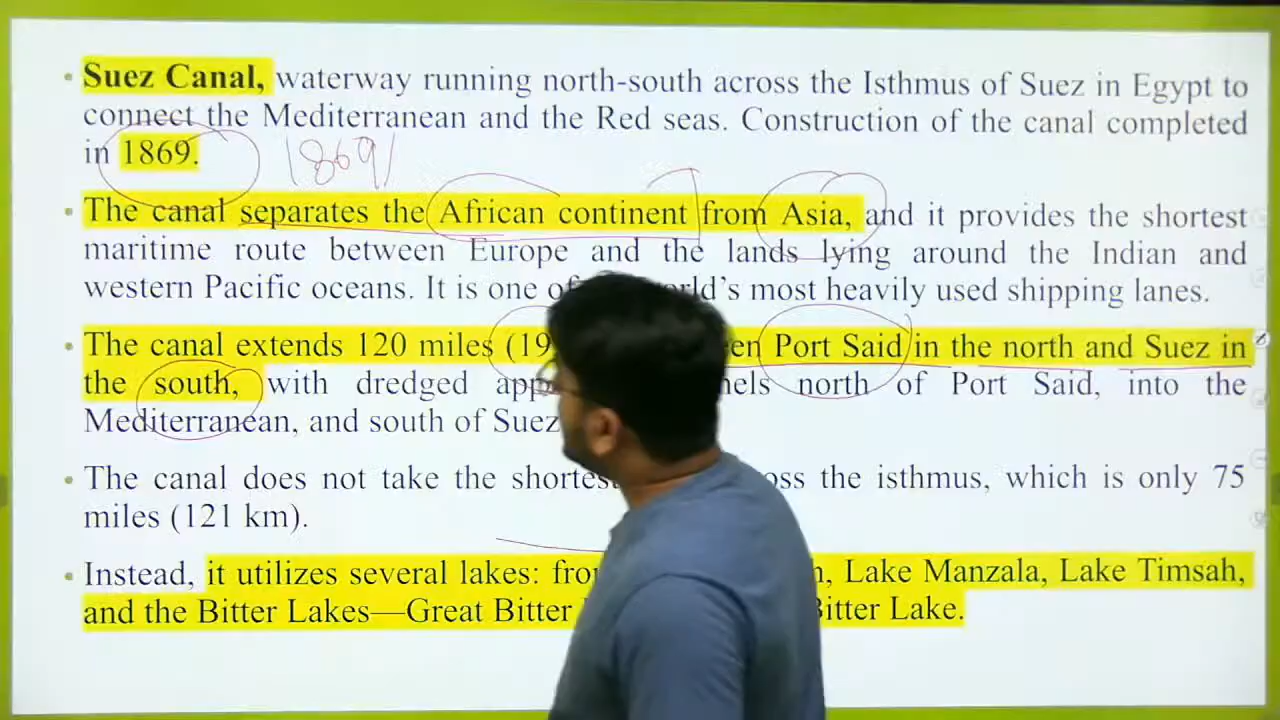 • Suez Canal, waterway running north-south across the Isthmus of Suez in Egypt to
connect the Mediterranean and the Red seas. Construction of the canal completed
in 1869. 1869
• The canal separates the African continent from Asia, and it provides the shortest
maritime route between Europe and the lands lying around the Indian and
western Pacific oceans. It is one of world's most heavily used shipping lanes.
• The canal extends 120 miles (19 Port Said in the north and Suez in
the south, with dredged north of Port Said, into the
Mediterranean, and south of Suez
• The canal does not take the shortest the isthmus, which is only 75
miles (121 km).
• Instead, it utilizes several lakes: from Lake Manzala, Lake Timsah,
and the Bitter Lakes—Great Bitter Bitter Lake.